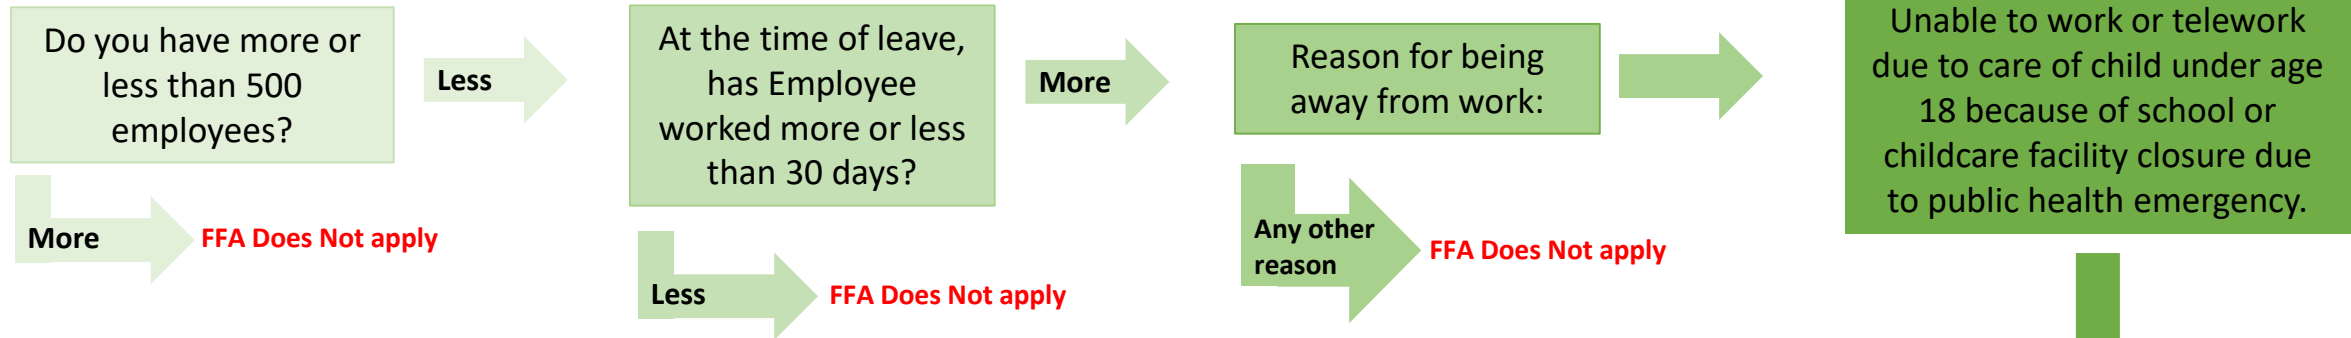 Do you have more or
less than 500
employees?
Less
More
FFA Does Not apply
At the time of leave,
has Employee
worked more or less
than 30 days?
More
Less
FFA Does Not apply
Reason for being
away from work:
Any other
reason
FFA Does Not apply
Unable to work or telework
due to care of child under age
18 because of school or
childcare facility closure due
to public health emergency.